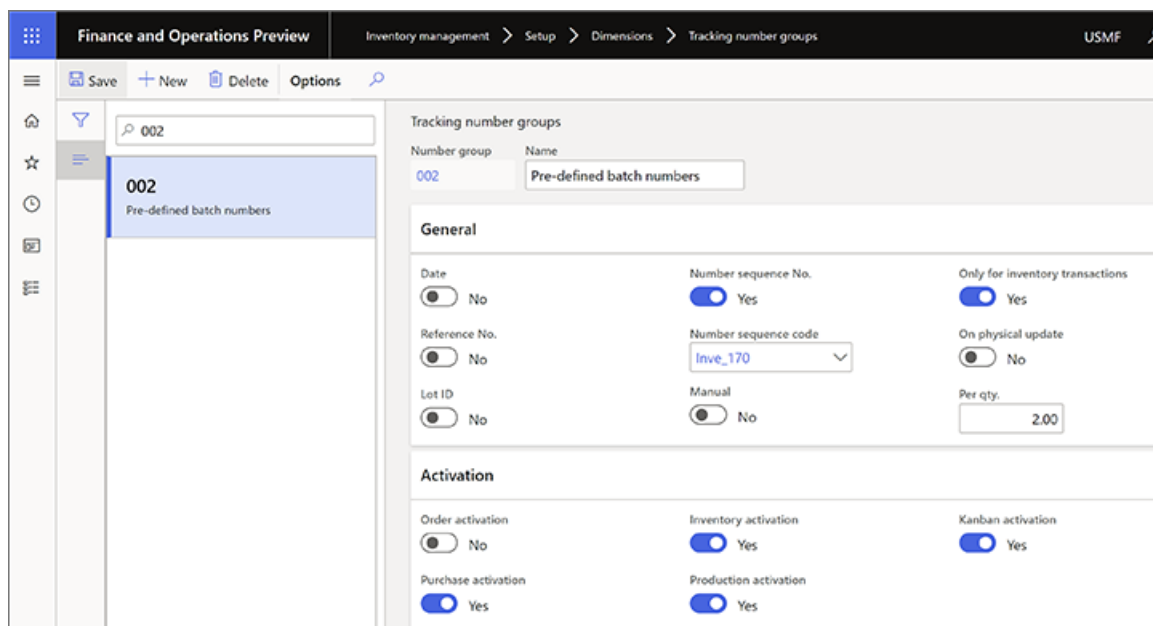 Finance and Operations Preview
Inventory management > Setup > Dimensions > Tracking number groups
USMF
Save
New
Delete
Options
002
002
Pre-defined batch numbers
Tracking number groups
Number group
Name
002
Pre-defined batch numbers
General
Date
Number sequence No.
Only for inventory transactions
No
Yes
Yes
Reference No.
Number sequence code
On physical update
No
Inve_170
No
Lot ID
Manual
Per qty.
No
No
2.00
Activation
Order activation
Inventory activation
Kanban activation
No
Yes
Yes
Purchase activation
Production activation
Yes
Yes